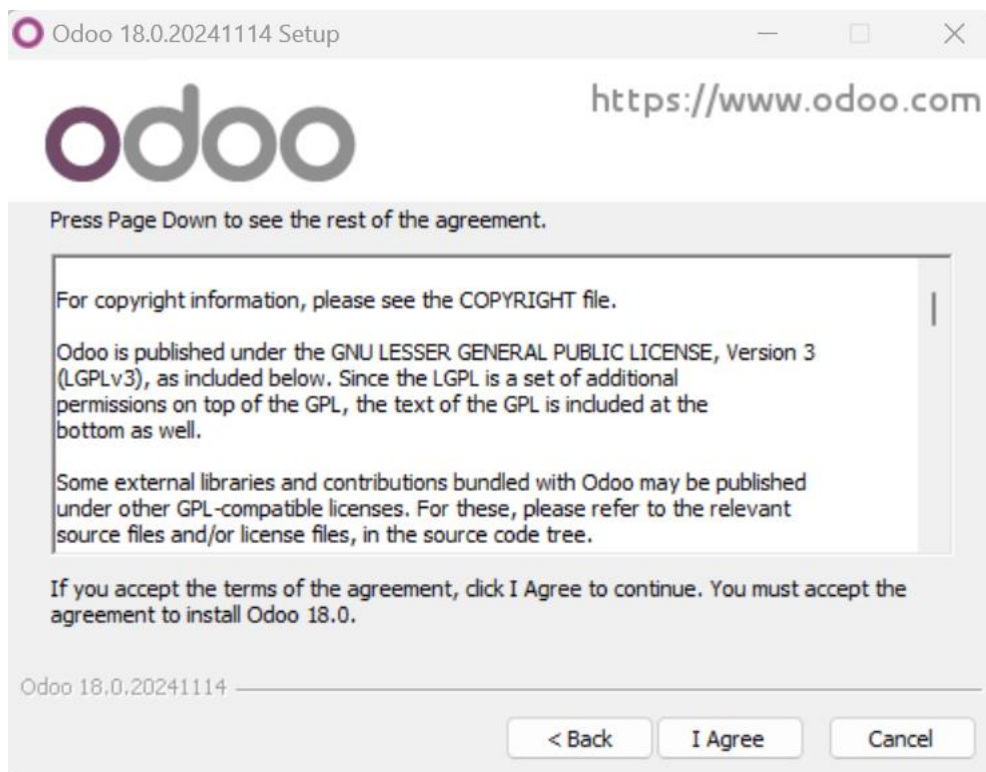 Odoo 18.0.20241114 Setup
odoo
https://www.odoo.com
Press Page Down to see the rest of the agreement.
For copyright information, please see the COPYRIGHT file.
Odoo is published under the GNU LESSER GENERAL PUBLIC LICENSE, Version 3
(LGPLv3), as included below. Since the LGPL is a set of additional
permissions on top of the GPL, the text of the GPL is included at the
bottom as well.
Some external libraries and contributions bundled with Odoo may be published
under other GPL-compatible licenses. For these, please refer to the relevant
source files and/or license files, in the source code tree.
If you accept the terms of the agreement, click I Agree to continue. You must accept the
agreement to install Odoo 18.0.
Odoo 18.0.20241114
< Back I Agree Cancel